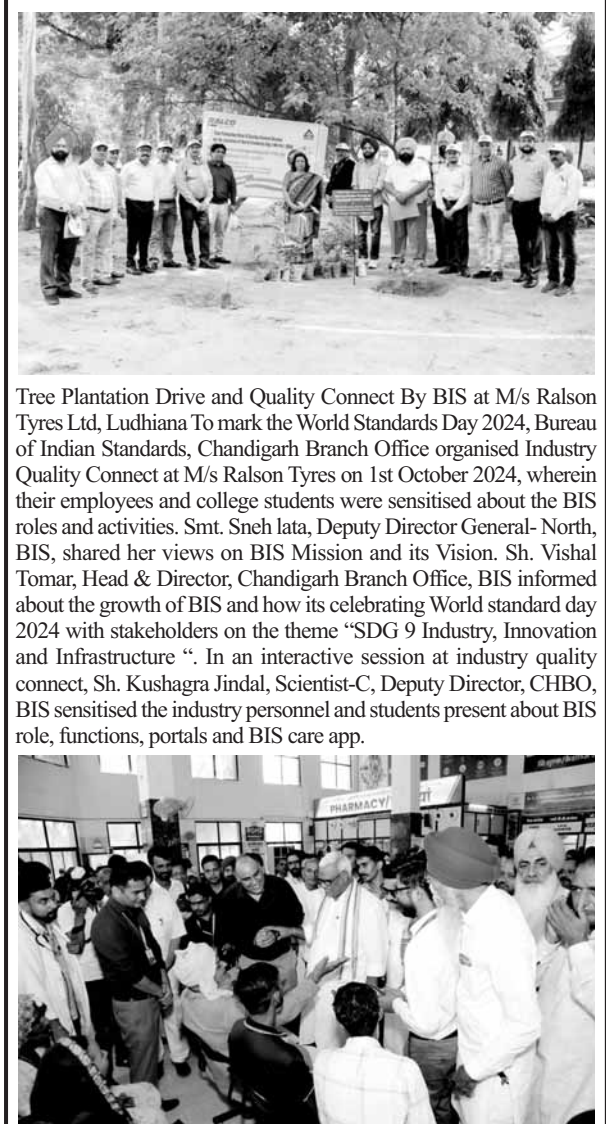 RALCO
Tree Plantation Drive and Quality Connect By BIS at M/s Ralson
Tyres Ltd, Ludhiana To mark the World Standards Day 2024, Bureau
of Indian Standards, Chandigarh Branch Office organised Industry
Quality Connect at M/s Ralson Tyres on 1st October 2024, wherein
their employees and college students were sensitised about the BIS
roles and activities. Smt. Sneh lata, Deputy Director General- North,
BIS, shared her views on BIS Mission and its Vision. Sh. Vishal
Tomar, Head & Director, Chandigarh Branch Office, BIS informed
about the growth of BIS and how its celebrating World standard day
2024 with stakeholders on the theme “SDG 9 Industry, Innovation
and Infrastructure “. In an interactive session at industry quality
connect, Sh. Kushagra Jindal, Scientist-C, Deputy Director, CHBO,
BIS sensitised the industry personnel and students present about BIS
role, functions, portals and BIS care app.
PHARMACY/